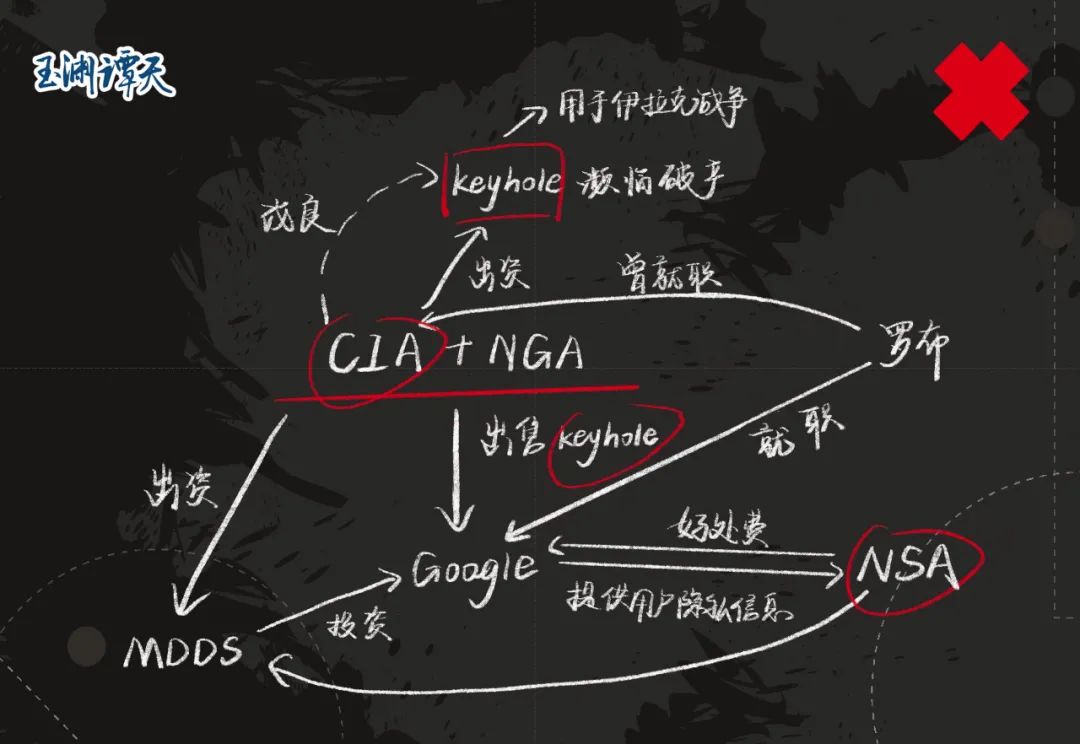 玉渊谭天
用于伊拉克战争
keyhole 濒临破产
改良
出资
曾就职
CIA + NGA
罗布
出售 keyhole
就职
出资
好处费
Google
NSA
提供用户隐私信息
投资
MDDS